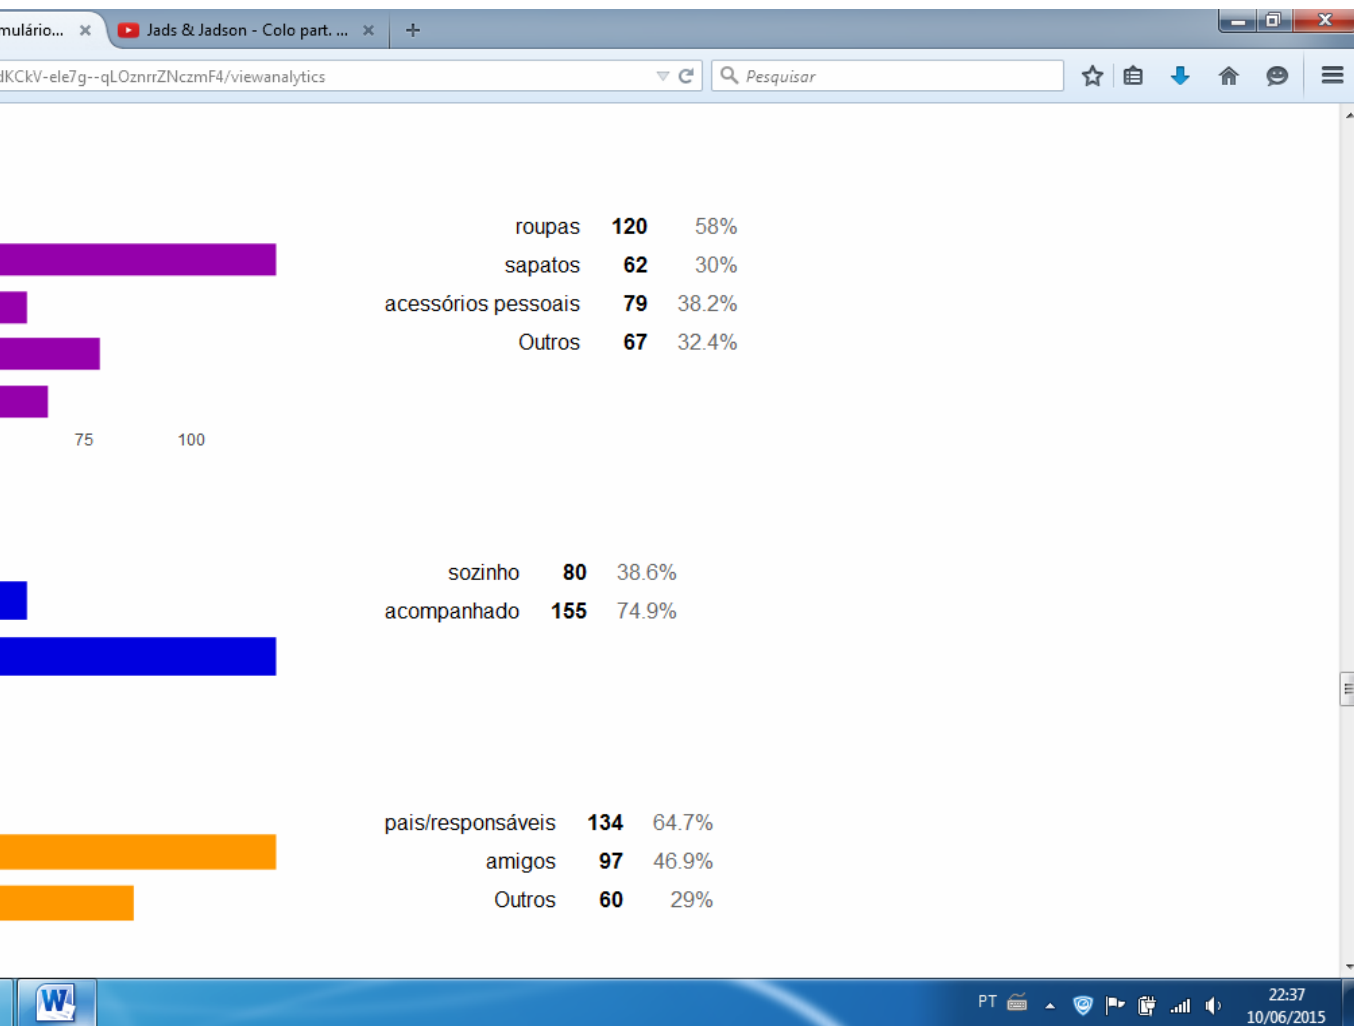 mulário...
Jads & Jadson - Colo part. ...
dKCkV-ele7g--qLOznrrZNczmF4/viewanalytics
Pesquisar
roupas 120 58%
sapatos 62 30%
acessórios pessoais 79 38.2%
Outros 67 32.4%
75 100
sozinho 80 38.6%
acompanhado 155 74.9%
pais/responsáveis 134 64.7%
amigos 97 46.9%
Outros 60 29%
W
PT
22:37
10/06/2015